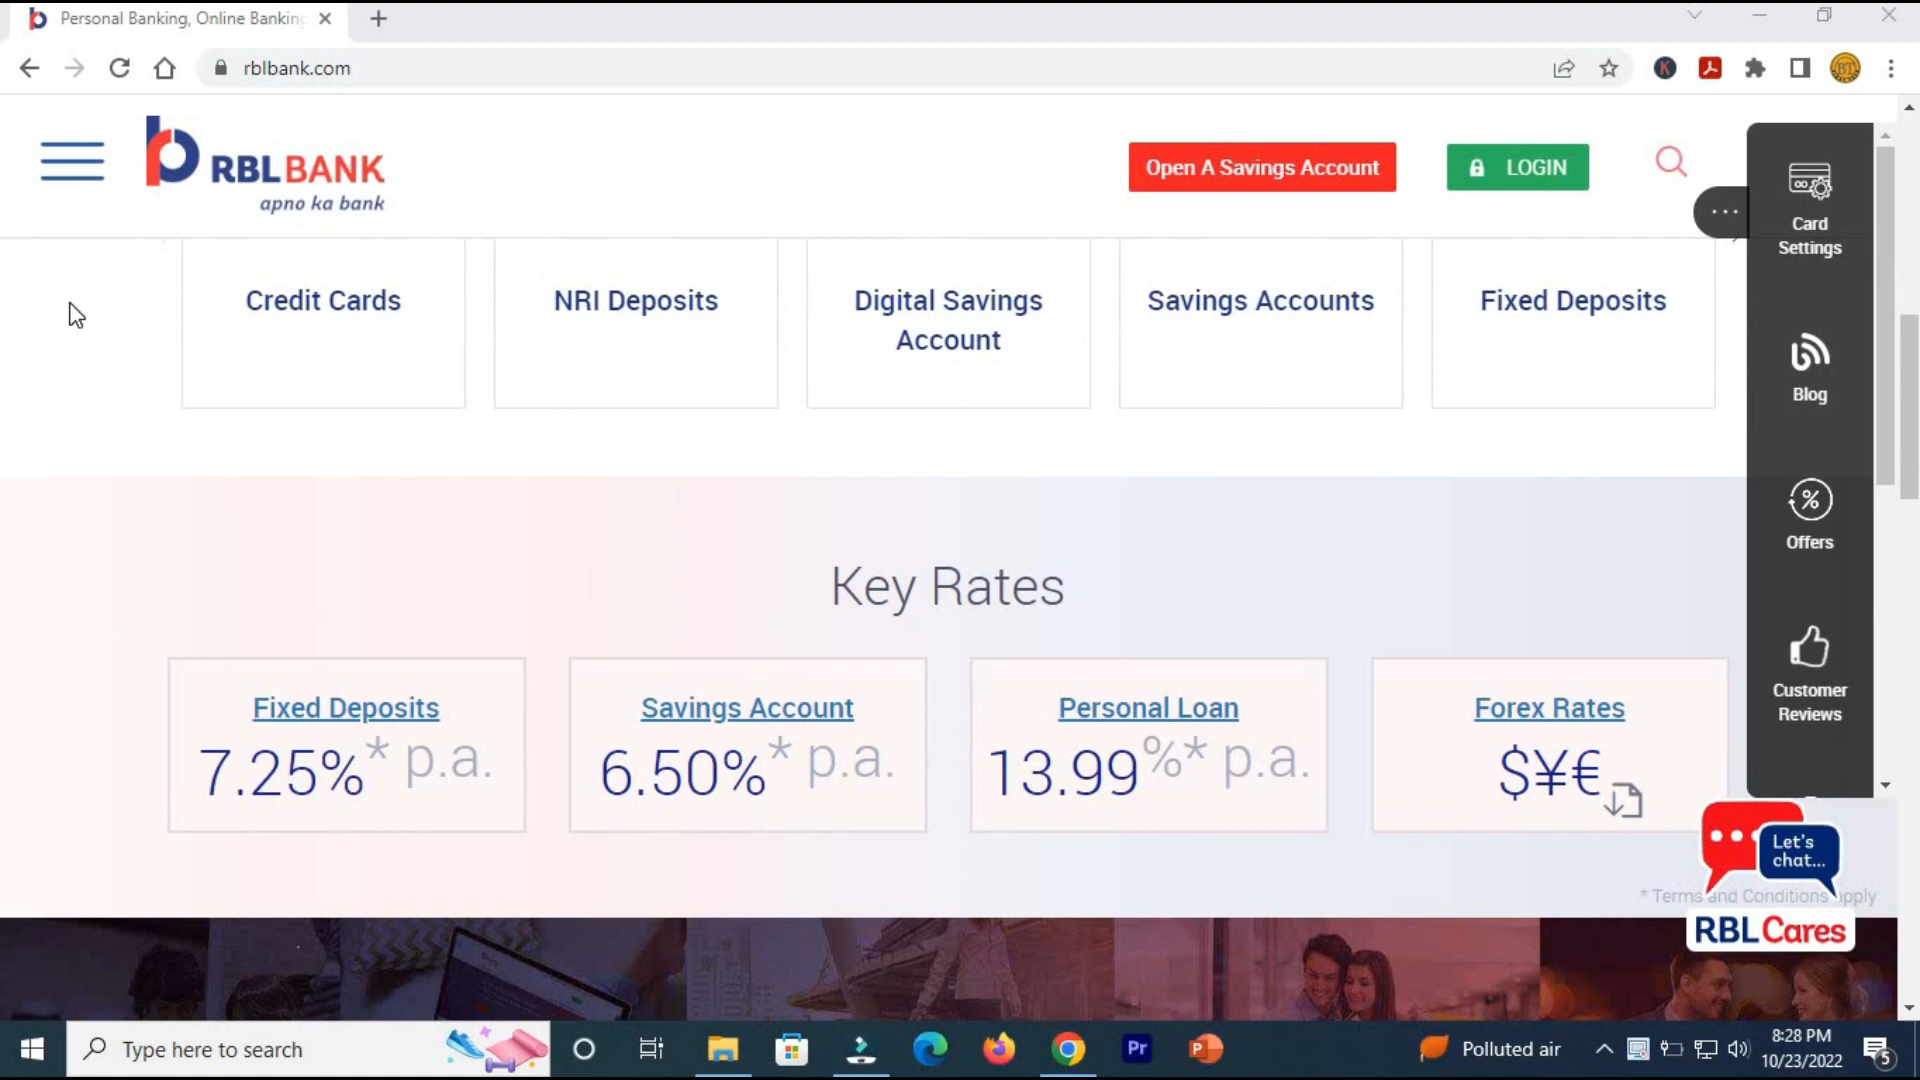 Personal Banking, Online Banking
rblbank.com
RBL BANK
apno ka bank
Open A Savings Account
LOGIN
Card
Settings
Blog
Offers
Customer
Reviews
Credit Cards
NRI Deposits
Digital Savings
Account
Savings Accounts
Fixed Deposits
Key Rates
Fixed Deposits
7.25%* p.a.
Savings Account
6.50%* p.a.
Personal Loan
13.99%* p.a.
Forex Rates
$¥€
Let's
chat...
* Terms and Conditions apply
RBL Cares
Type here to search
Pr
P
Polluted air
8:28 PM
10/23/2022
5